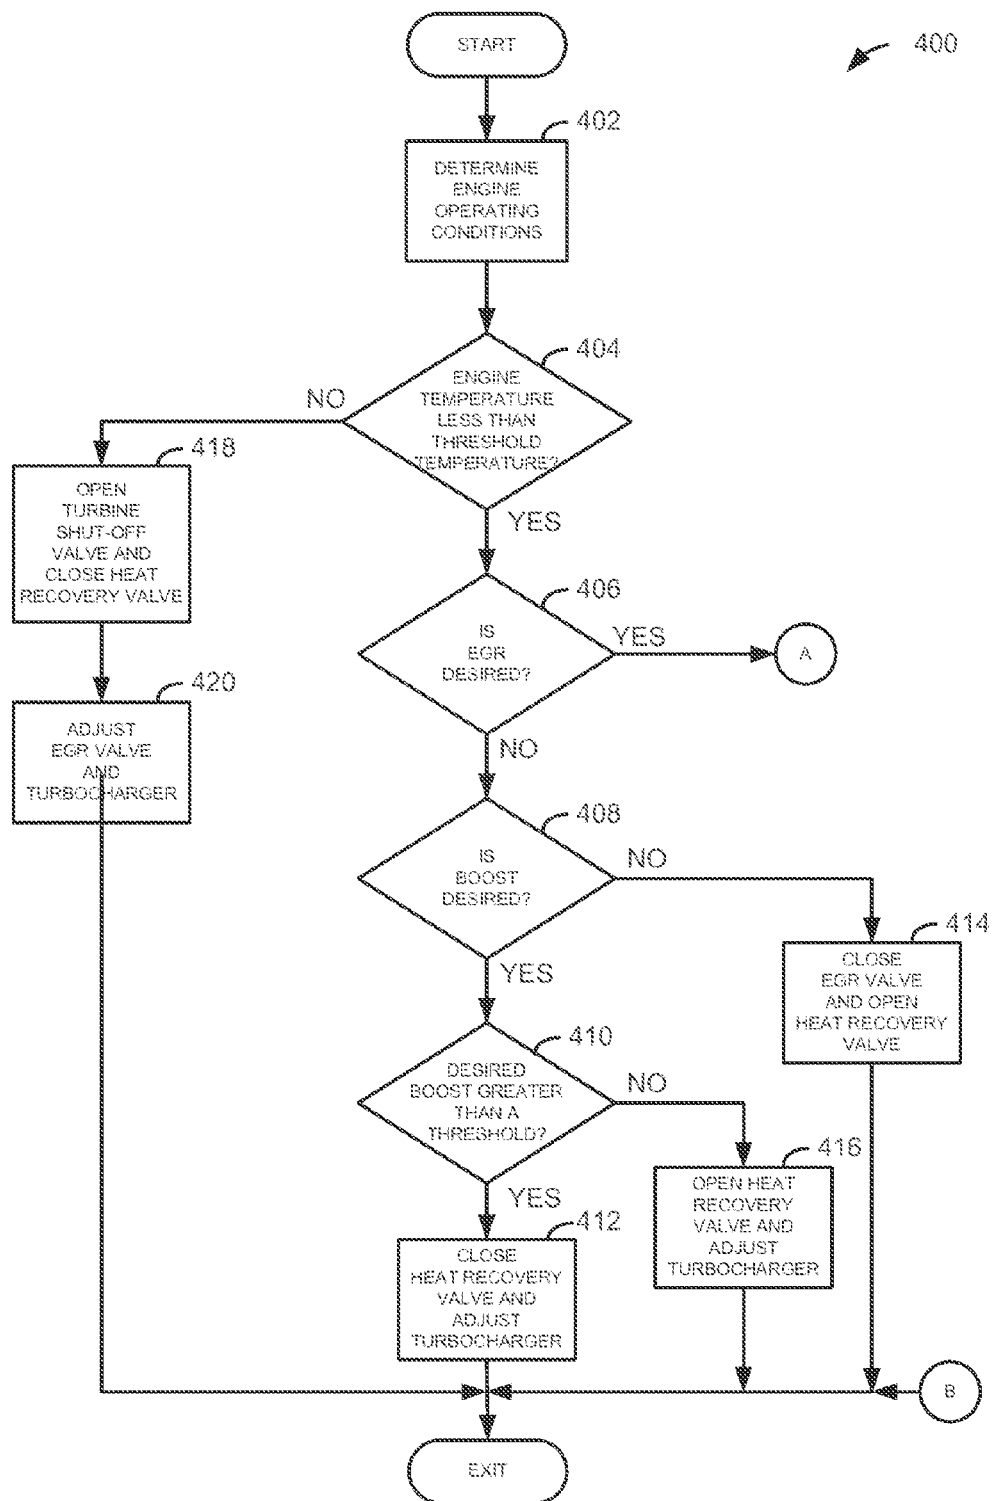 START
400
402
DETERMINE
ENGINE
OPERATING
CONDITIONS
404
ENGINE
TEMPERATURE
LESS THAN
THRESHOLD
TEMPERATURE?
NO
YES
418
OPEN
TURBINE
SHUT-OFF
VALVE AND
CLOSE HEAT
RECOVERY VALVE
406
IS
EGR
DESIRED?
YES
A
NO
420
ADJUST
EGR VALVE
AND
TURBOCHARGER
408
IS
BOOST
DESIRED?
NO
YES
414
CLOSE
EGR VALVE
AND OPEN
HEAT RECOVERY
VALVE
410
DESIRED
BOOST GREATER
THAN A
THRESHOLD?
NO
YES
416
OPEN HEAT
RECOVERY
VALVE AND
ADJUST
TURBOCHARGER
412
CLOSE
HEAT RECOVERY
VALVE AND
ADJUST
TURBOCHARGER
B
EXIT